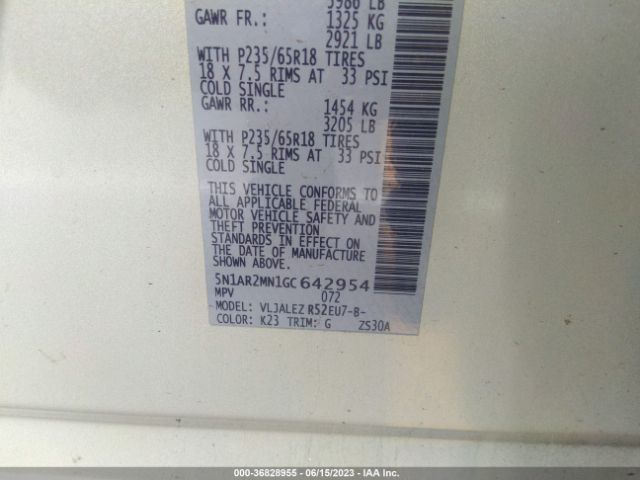 5986 LB
GAWR FR.: 1325 KG
2921 LB
WITH P235/65R18 TIRES
18 X 7.5 RIMS AT 33 PSI
COLD SINGLE
GAWR RR.: 1454 KG
3205 LB
WITH P235/65R18 TIRES
18 X 7.5 RIMS AT 33 PSI
COLD SINGLE
THIS VEHICLE CONFORMS TO
ALL APPLICABLE FEDERAL
MOTOR VEHICLE SAFETY AND
THEFT PREVENTION
STANDARDS IN EFFECT ON
THE DATE OF MANUFACTURE
SHOWN ABOVE.
5N1AR2MN1GC642954
MPV 072
MODEL: VLJALEZ R52EU7-B-
COLOR: K23 TRIM: G ZS30A
000-36828955 - 06/15/2023 - IAA Inc.